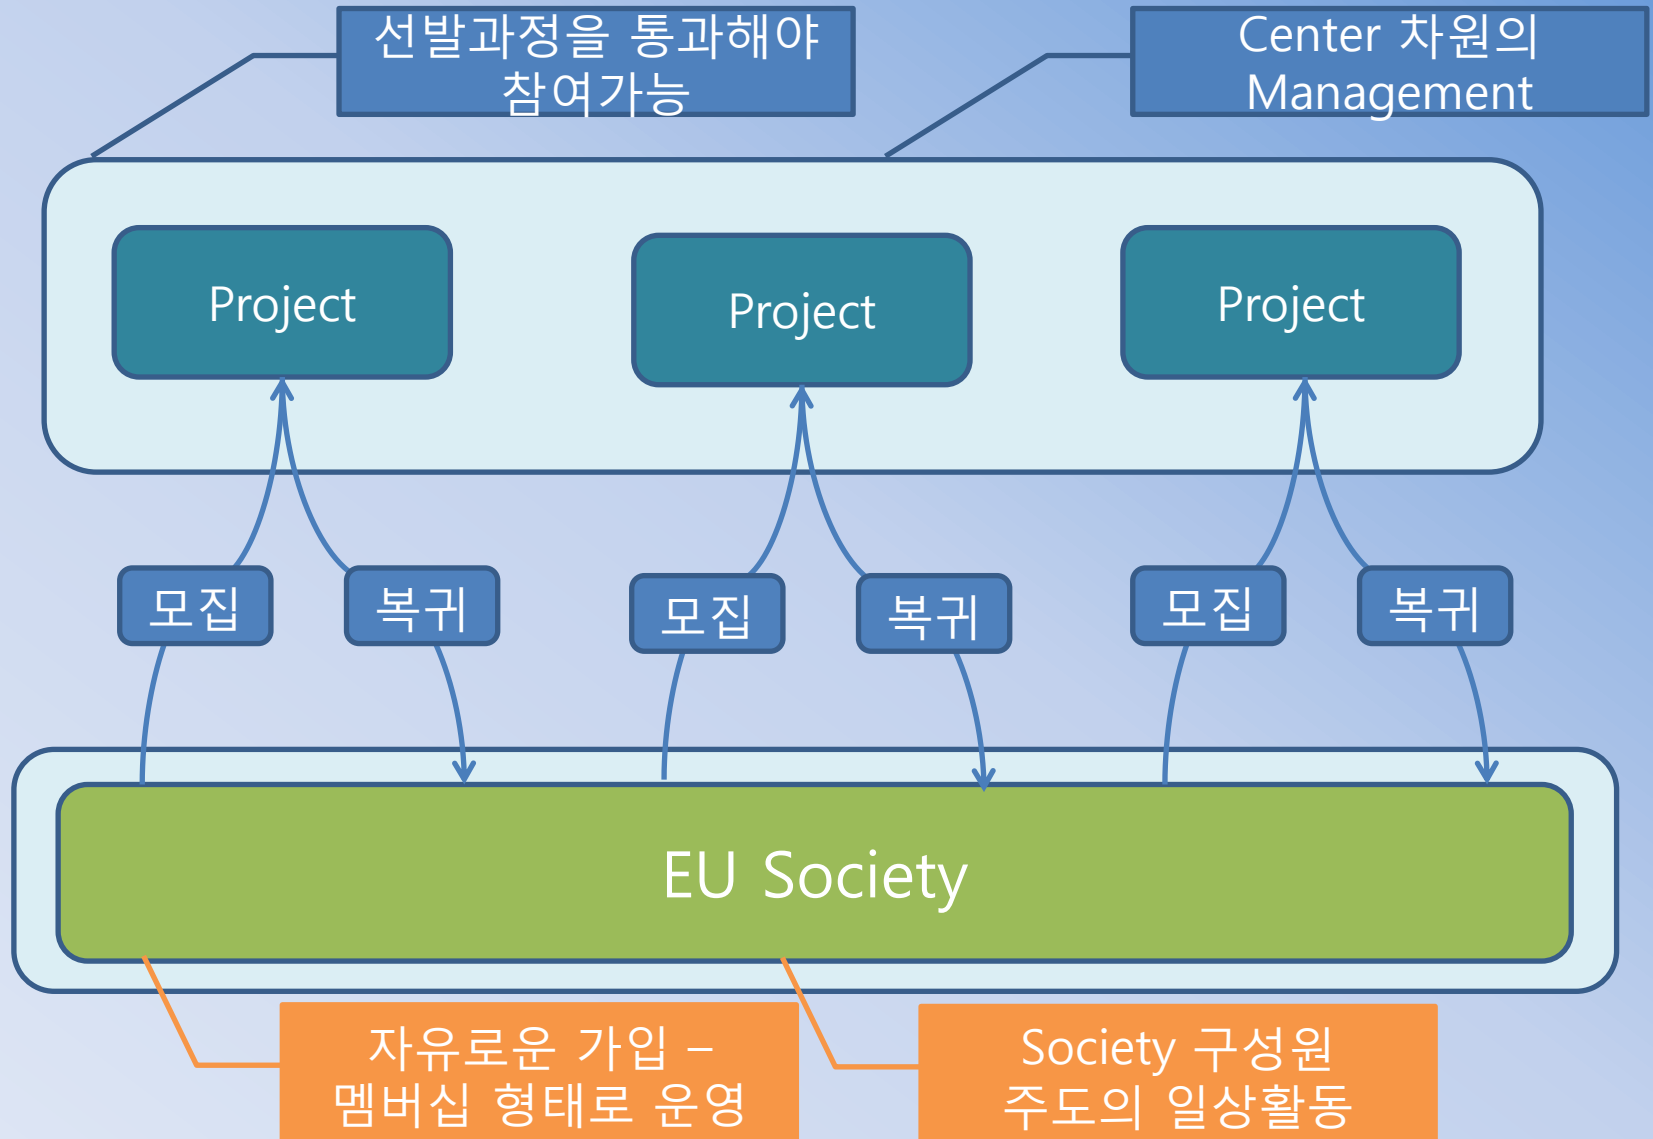 선발과정을 통과해야
참여가능
Center 차원의
Management
Project
Project
Project
모집
복귀
모집
복귀
모집
복귀
EU Society
자유로운 가입 –
멤버십 형태로 운영
Society 구성원
주도의 일상활동